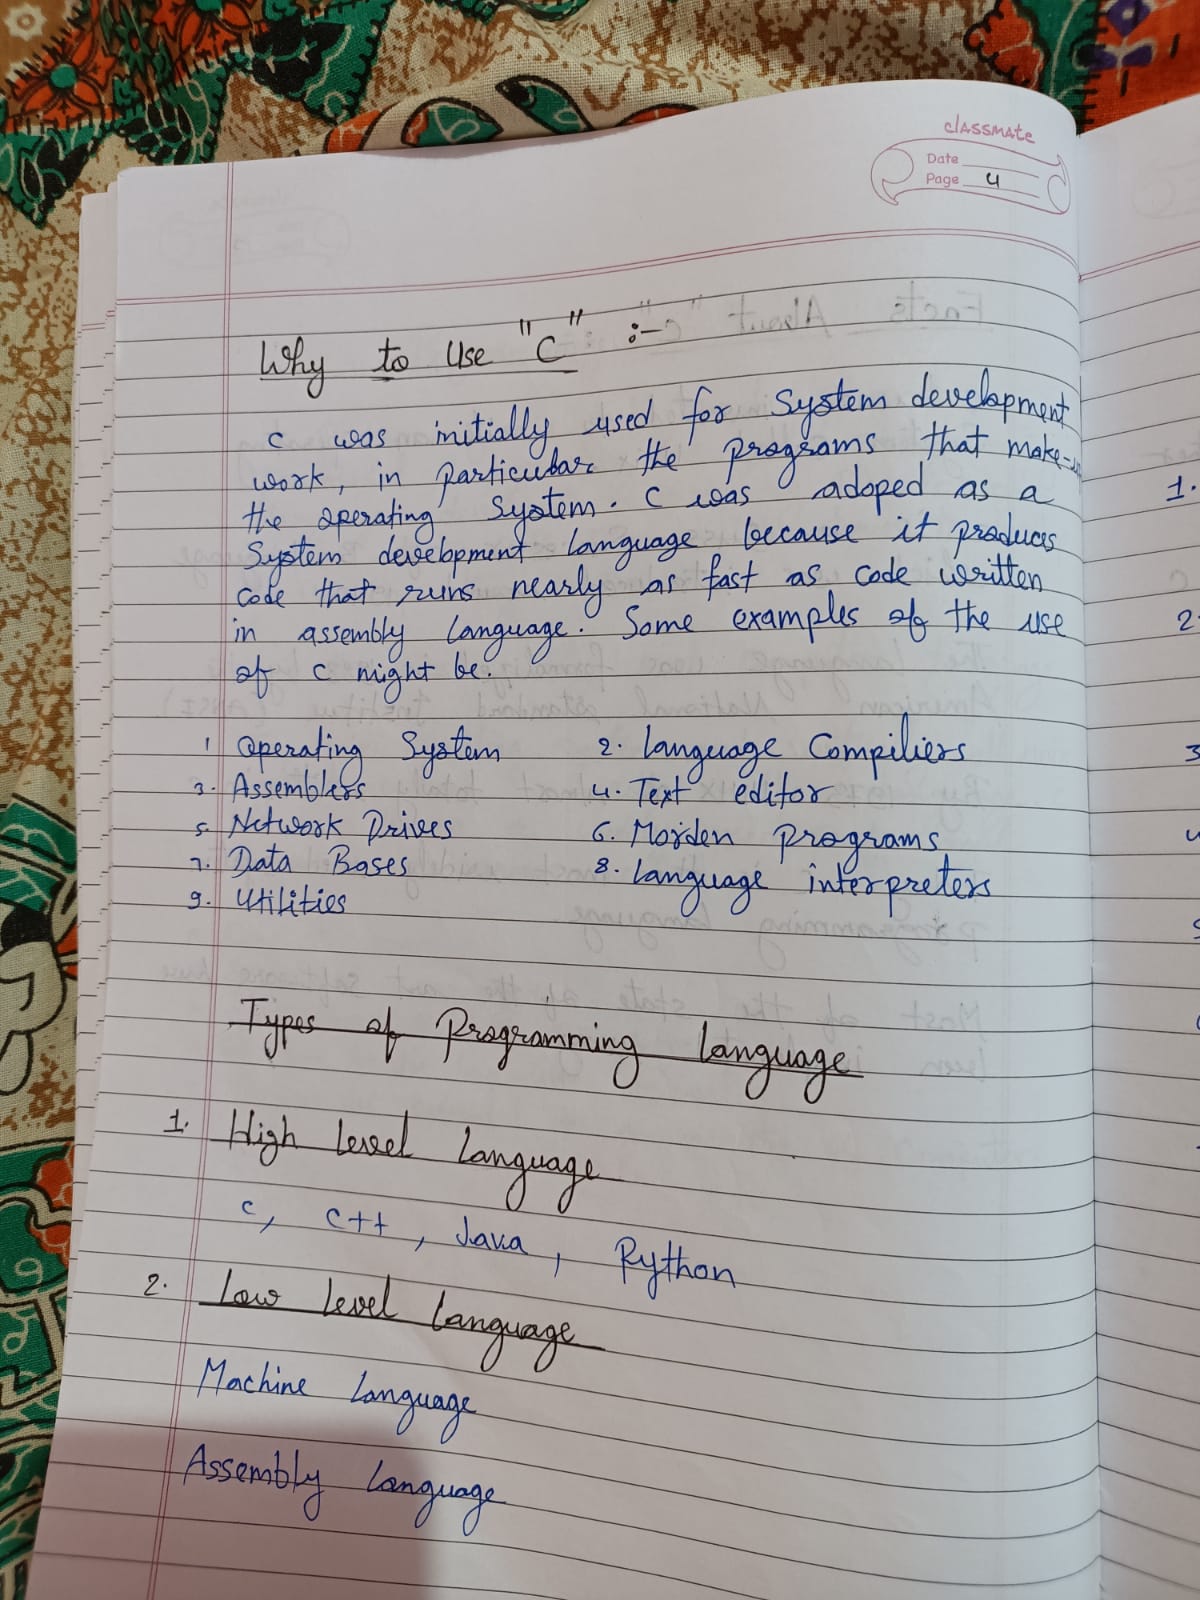 classmate
Date
Page 4
Why to Use "C" :-
C was initially used for System development
work, in particular the programs that make-up
the operating System. C was adoped as a
System development language because it produces
code that runs nearly as fast as code written
in assembly language. Some examples of the use
of C might be:
1 Operating System 2. Language Compiliers
3. Assemblers 4. Text editor
5. Network Drives 6. Morden programs
7. Data Bases 8. Language interpreters
9. Utilities
Types of Programming Language
1. High Level Language
C, C++, Java, Python
2. Low Level Language
Machine Language
Assembly Language
1.
2.
3